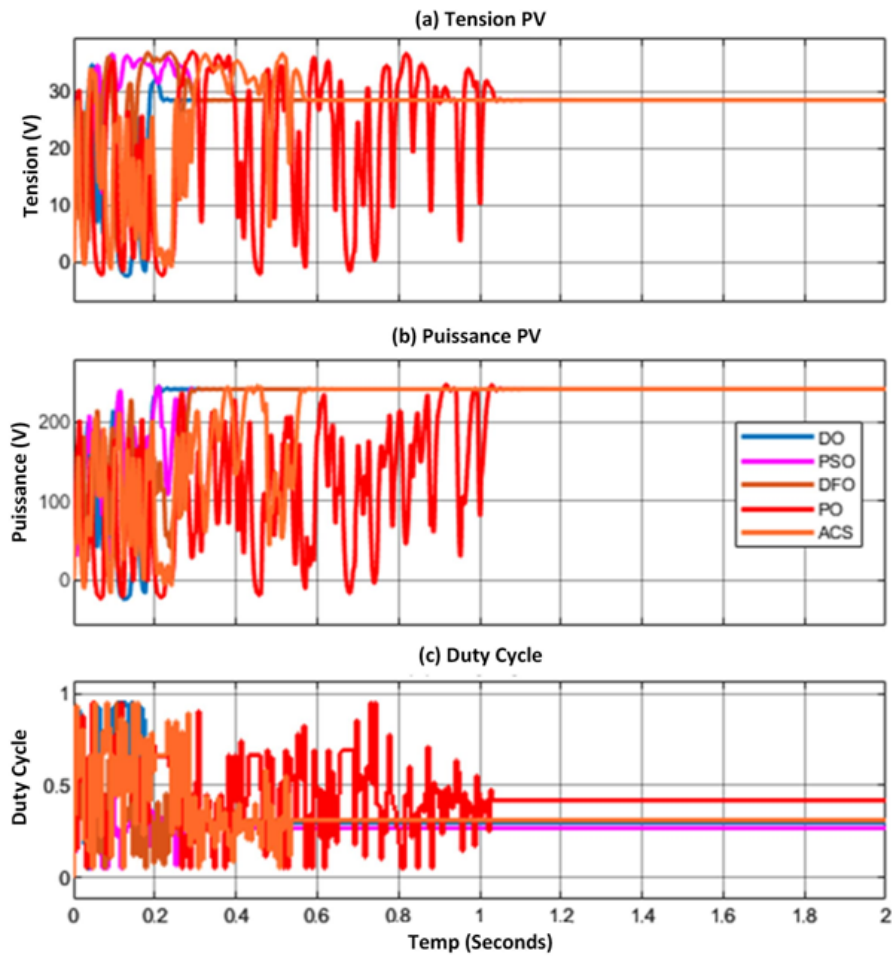 (a) Tension PV
30
20
10
0
Tension (V)
(b) Puissance PV
200
100
0
Puissance (V)
DO
PSO
DFO
PO
ACS
(c) Duty Cycle
1
0.5
0
Duty Cycle
0 0.2 0.4 0.6 0.8 1 1.2 1.4 1.6 1.8 2
Temp (Seconds)